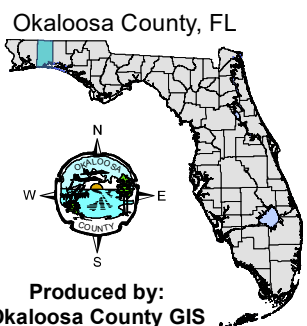 Okaloosa County, FL
N
OKALOOSA
W
E
COUNTY
S
Produced by:
Okaloosa County GIS